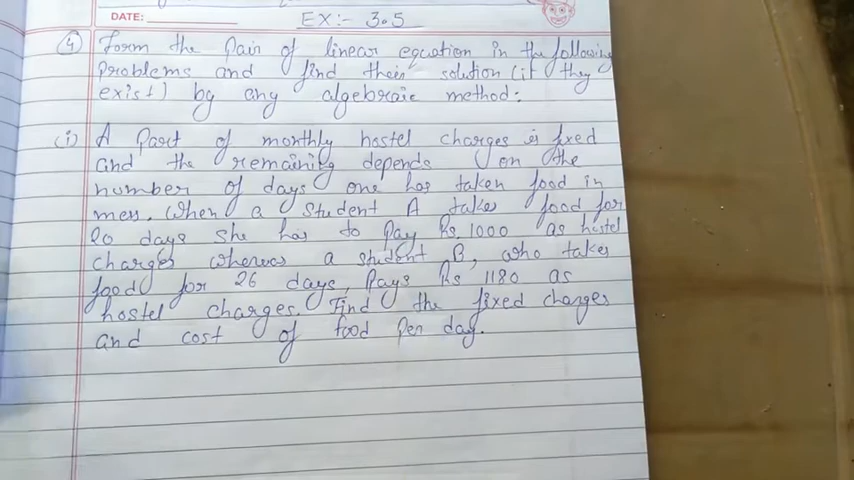 DATE:
EX:- 3.5
(4) Form the Pair of linear equation in the following
Problems and find their solution (it they
exist) by any algebraic method:
(i) A Part of monthly hostel charges is fixed
and the remaining depends on the
number of days one has taken food in
mess. When a student A takes food for
20 days she has to Pay Rs. 1000 as hostel
charges whereas a student B, who takes
food for 26 days, Pays Rs 1180 as
hostel charges. Find the fixed charges
and cost of food Per day.